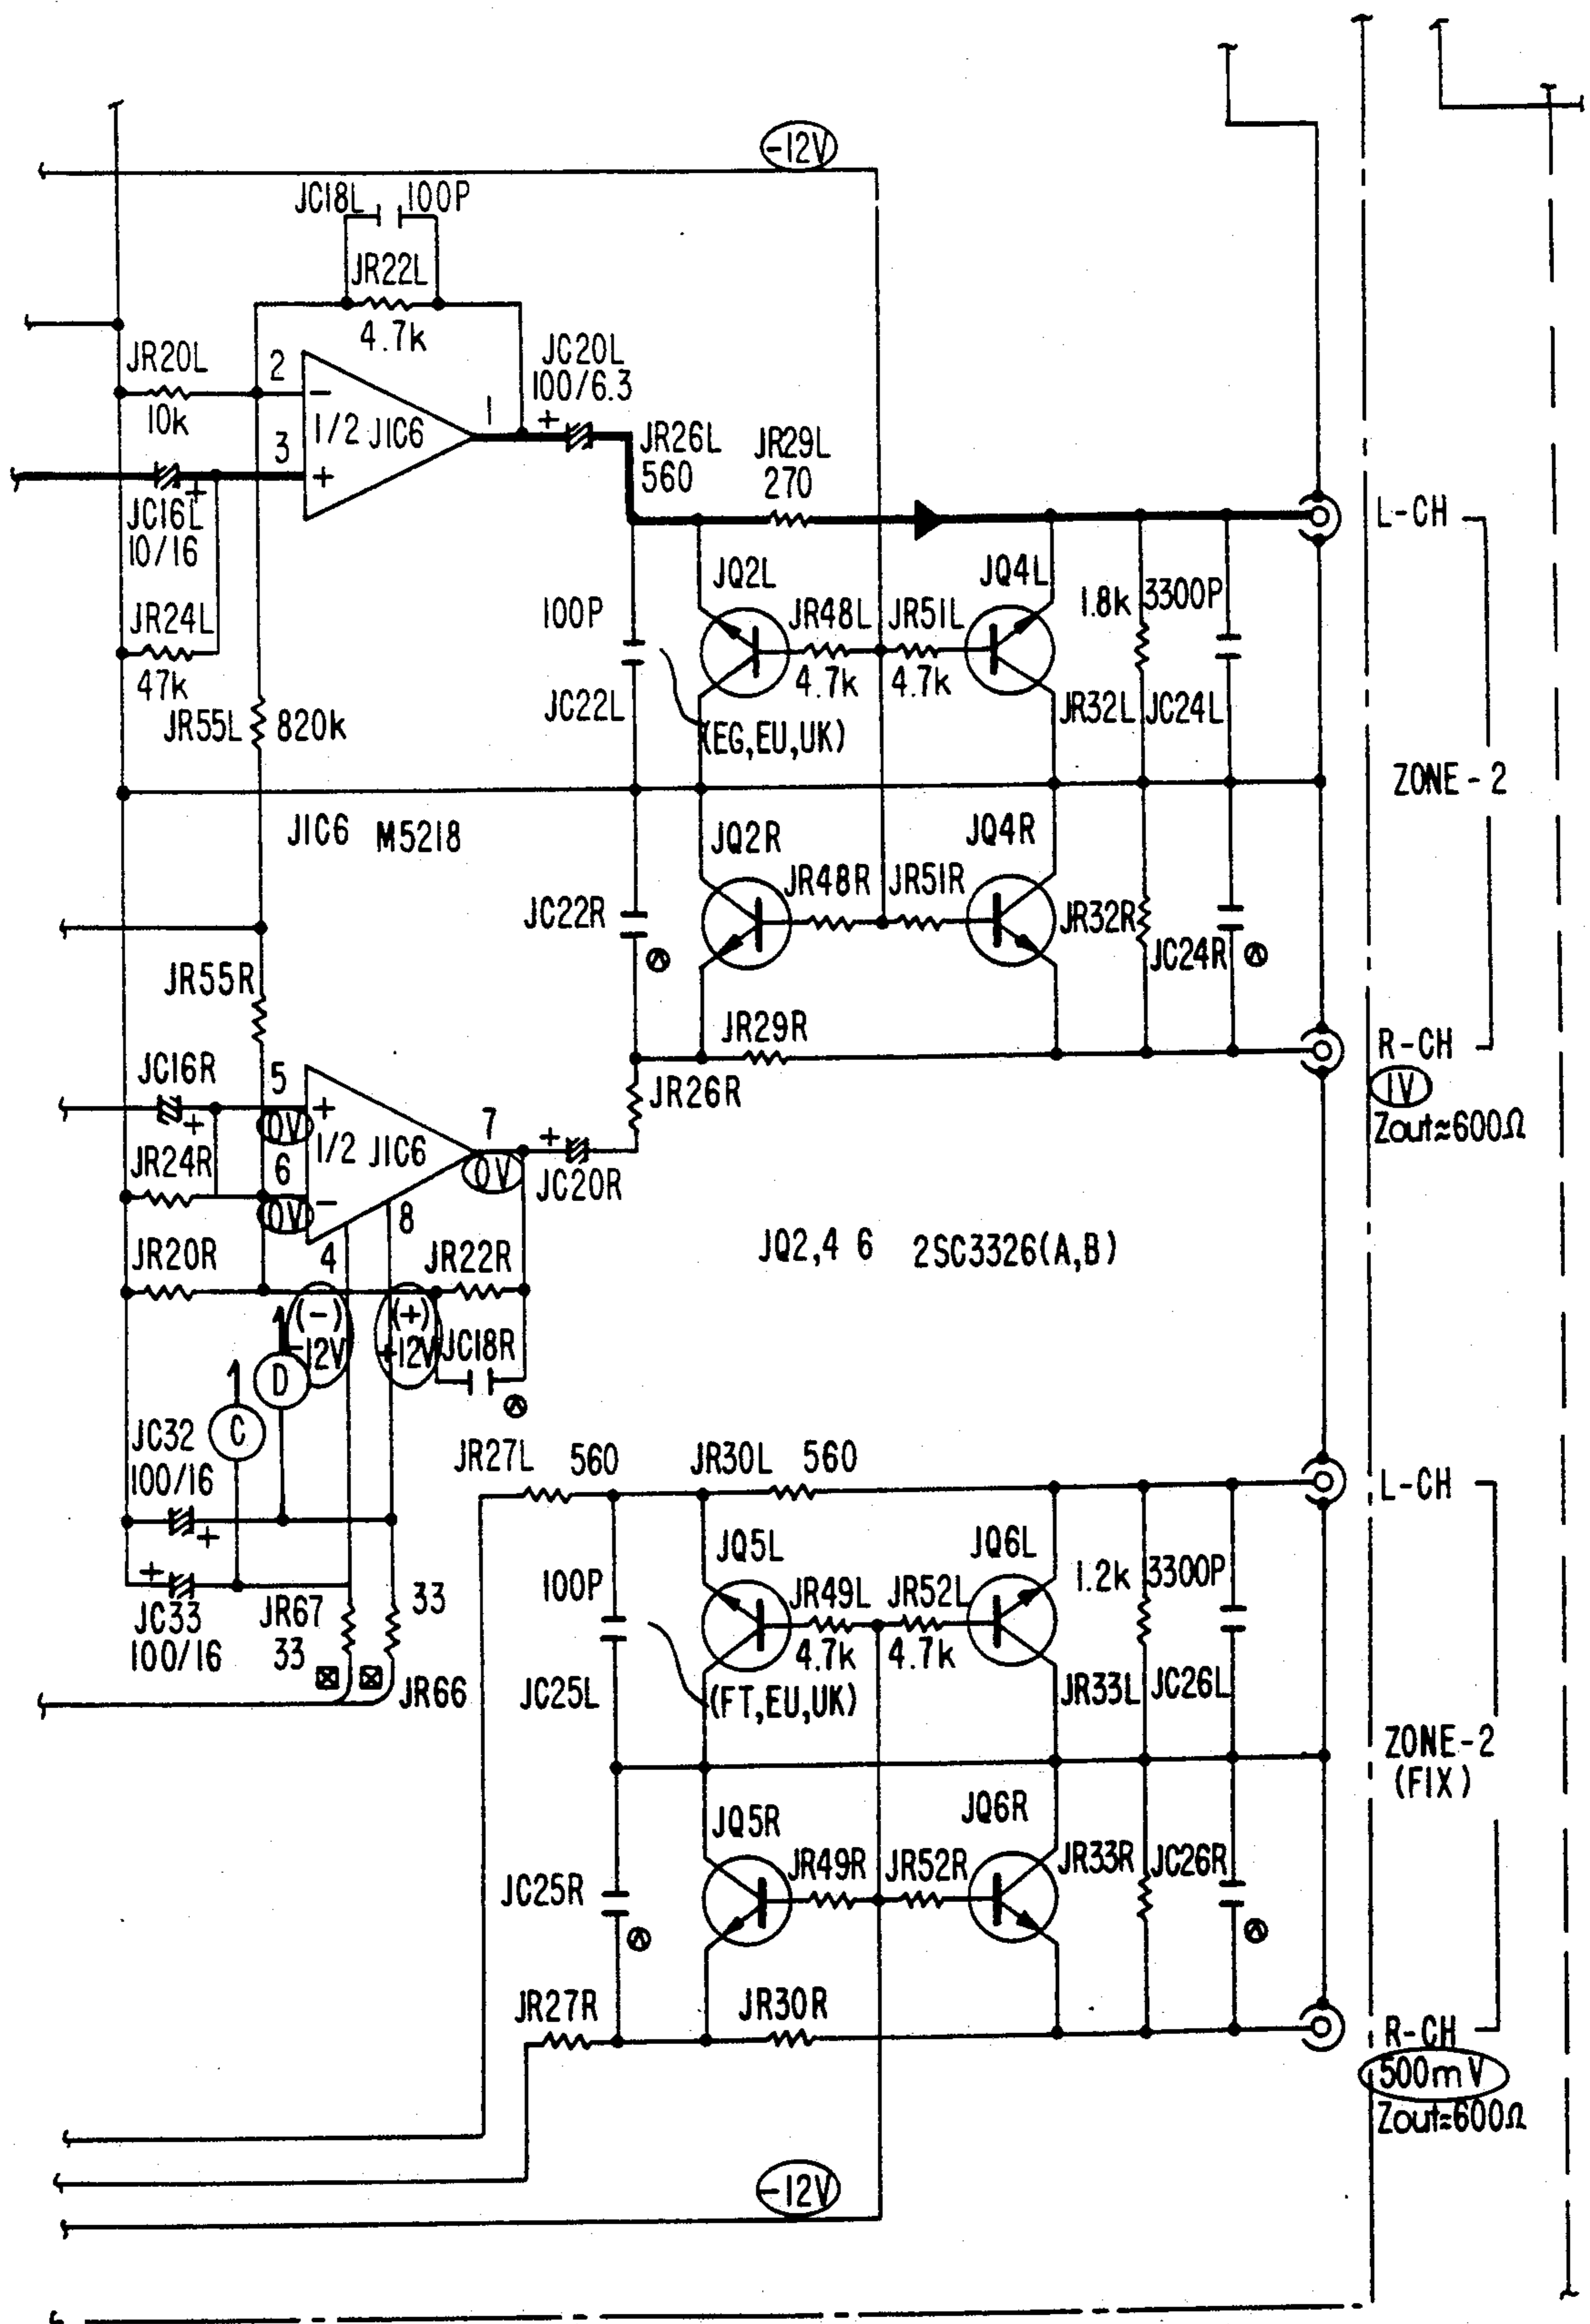 -12V
JC18L 100P
JR22L
4.7k
JR20L
10k
2
−
3
+
1/2 JIC6
1
JC20L
100/6.3
+
JR26L
560
JR29L
270
L-CH
JC16L
+
10/16
JR24L
47k
JR55L 820k
JQ2L
JQ4L
100P
JR48L JR51L
4.7k 4.7k
1.8k 3300P
JC22L
JR32L JC24L
(EG,EU,UK)
ZONE-2
JIC6 M5218
JQ2R
JQ4R
JC22R
JR48R JR51R
JR32R
JC24R
JR55R
JR29R
R-CH
1V
Zout≈600Ω
JC16R
+
5
0V
+
1/2 JIC6
7
0V
+
JR26R
JC20R
JR24R
6
0V
−
8
4
JR20R
JR22R
JQ2,4 6 2SC3326(A,B)
(−)
-12V
(+)
+12V
JC18R
1
D
1
C
JC32
100/16
+
+
JC33
100/16
JR67
33
33
JR66
JR27L 560
JR30L 560
L-CH
JQ5L
JQ6L
100P
JR49L JR52L
4.7k 4.7k
1.2k 3300P
JC25L
JR33L JC26L
(FT,EU,UK)
ZONE-2
(FIX)
JQ5R
JQ6R
JC25R
JR49R JR52R
JR33R JC26R
JR27R
JR30R
R-CH
500mV
Zout≈600Ω
-12V